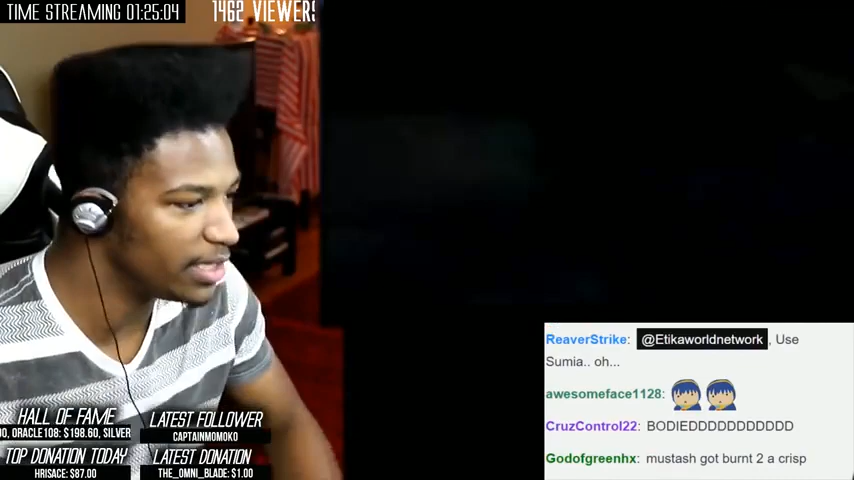 TIME STREAMING 01:25:04
1462 VIEWERS
ReaverStrike: @Etikaworldnetwork, Use
Sumia.. oh...
awesomeface1128:
CruzControl22: BODIEDDDDDDDDDDD
Godofgreenhx: mustash got burnt 2 a crisp
HALL OF FAME
00, ORACLE108: $198.60, SILVER
LATEST FOLLOWER
CAPTAINMOMOKO
TOP DONATION TODAY
HRISACE: $87.00
LATEST DONATION
THE_OMNI_BLADE: $1.00